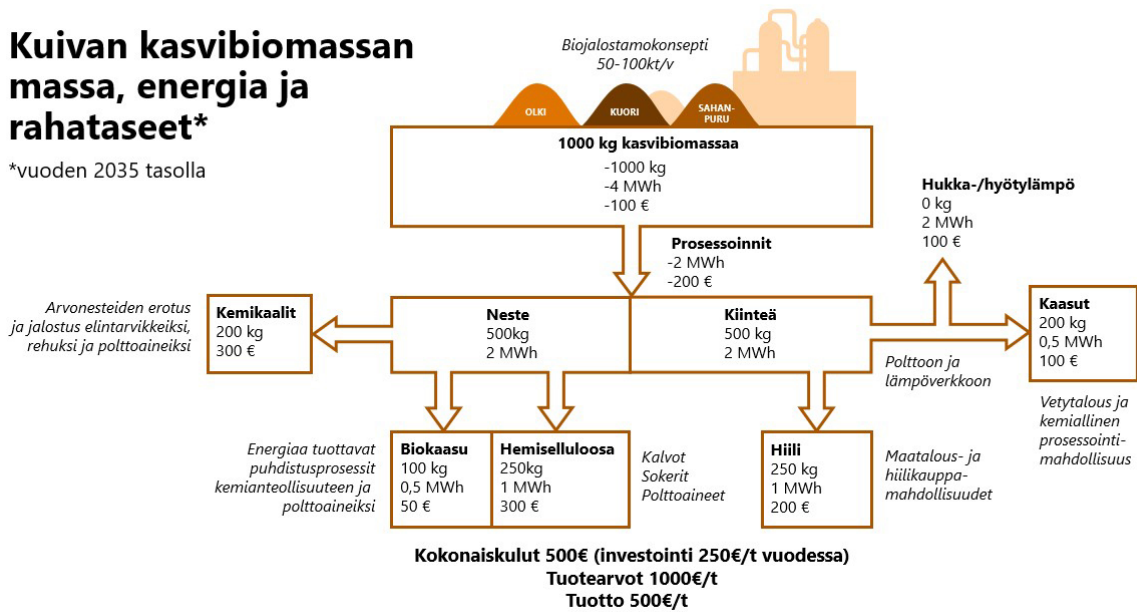 Kuivan kasvibiomassan
massa, energia ja
rahataseet*
*vuoden 2035 tasolla
Biojalostamokonsepti
50-100kt/v
OLKI
KUORI
SAHAN-
PURU
1000 kg kasvibiomassaa
-1000 kg
-4 MWh
-100 €
Hukka-/hyötylämpö
0 kg
2 MWh
100 €
Prosessoinnit
-2 MWh
-200 €
Arvonesteiden erotus
ja jalostus elintarvikkeiksi,
rehuksi ja polttoaineiksi
Kemikaalit
200 kg
300 €
Neste
500kg
2 MWh
Kiinteä
500 kg
2 MWh
Kaasut
200 kg
0,5 MWh
100 €
Polttoon ja
lämpöverkkoon
Vetytalous ja
kemiallinen
prosessointi-
mahdollisuus
Energiaa tuottavat
puhdistusprosessit
kemianteollisuuteen ja
polttoaineiksi
Biokaasu
100 kg
0,5 MWh
50 €
Hemiselluloosa
250kg
1 MWh
300 €
Kalvot
Sokerit
Polttoaineet
Hiili
250 kg
1 MWh
200 €
Maatalous- ja
hiilikauppa-
mahdollisuudet
Kokonaiskulut 500€ (investointi 250€/t vuodessa)
Tuotearvot 1000€/t
Tuotto 500€/t